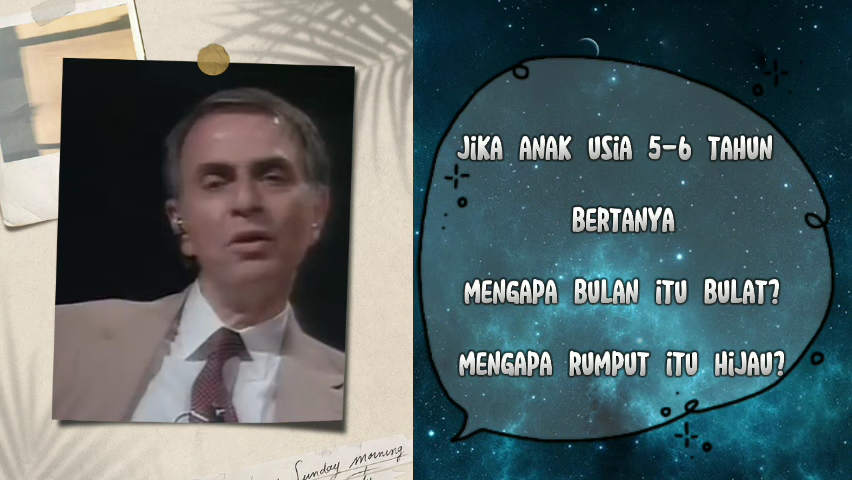 JIKA ANAK USIA 5-6 TAHUN
BERTANYA
MENGAPA BULAN ITU BULAT?
MENGAPA RUMPUT ITU HIJAU?
Sunday morning